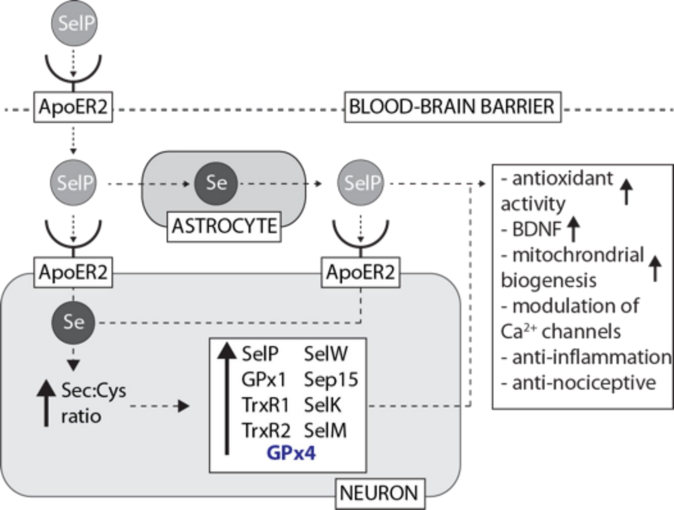 SelP
ApoER2
BLOOD-BRAIN BARRIER
SelP
Se
SelP
ASTROCYTE
ApoER2
ApoER2
Se
Sec:Cys
ratio
SelP SelW
GPx1 Sep15
TrxR1 SelK
TrxR2 SelM
GPx4
NEURON
- antioxidant
activity
- BDNF
- mitochrondrial
biogenesis
- modulation of
Ca²⁺ channels
- anti-inflammation
- anti-nociceptive